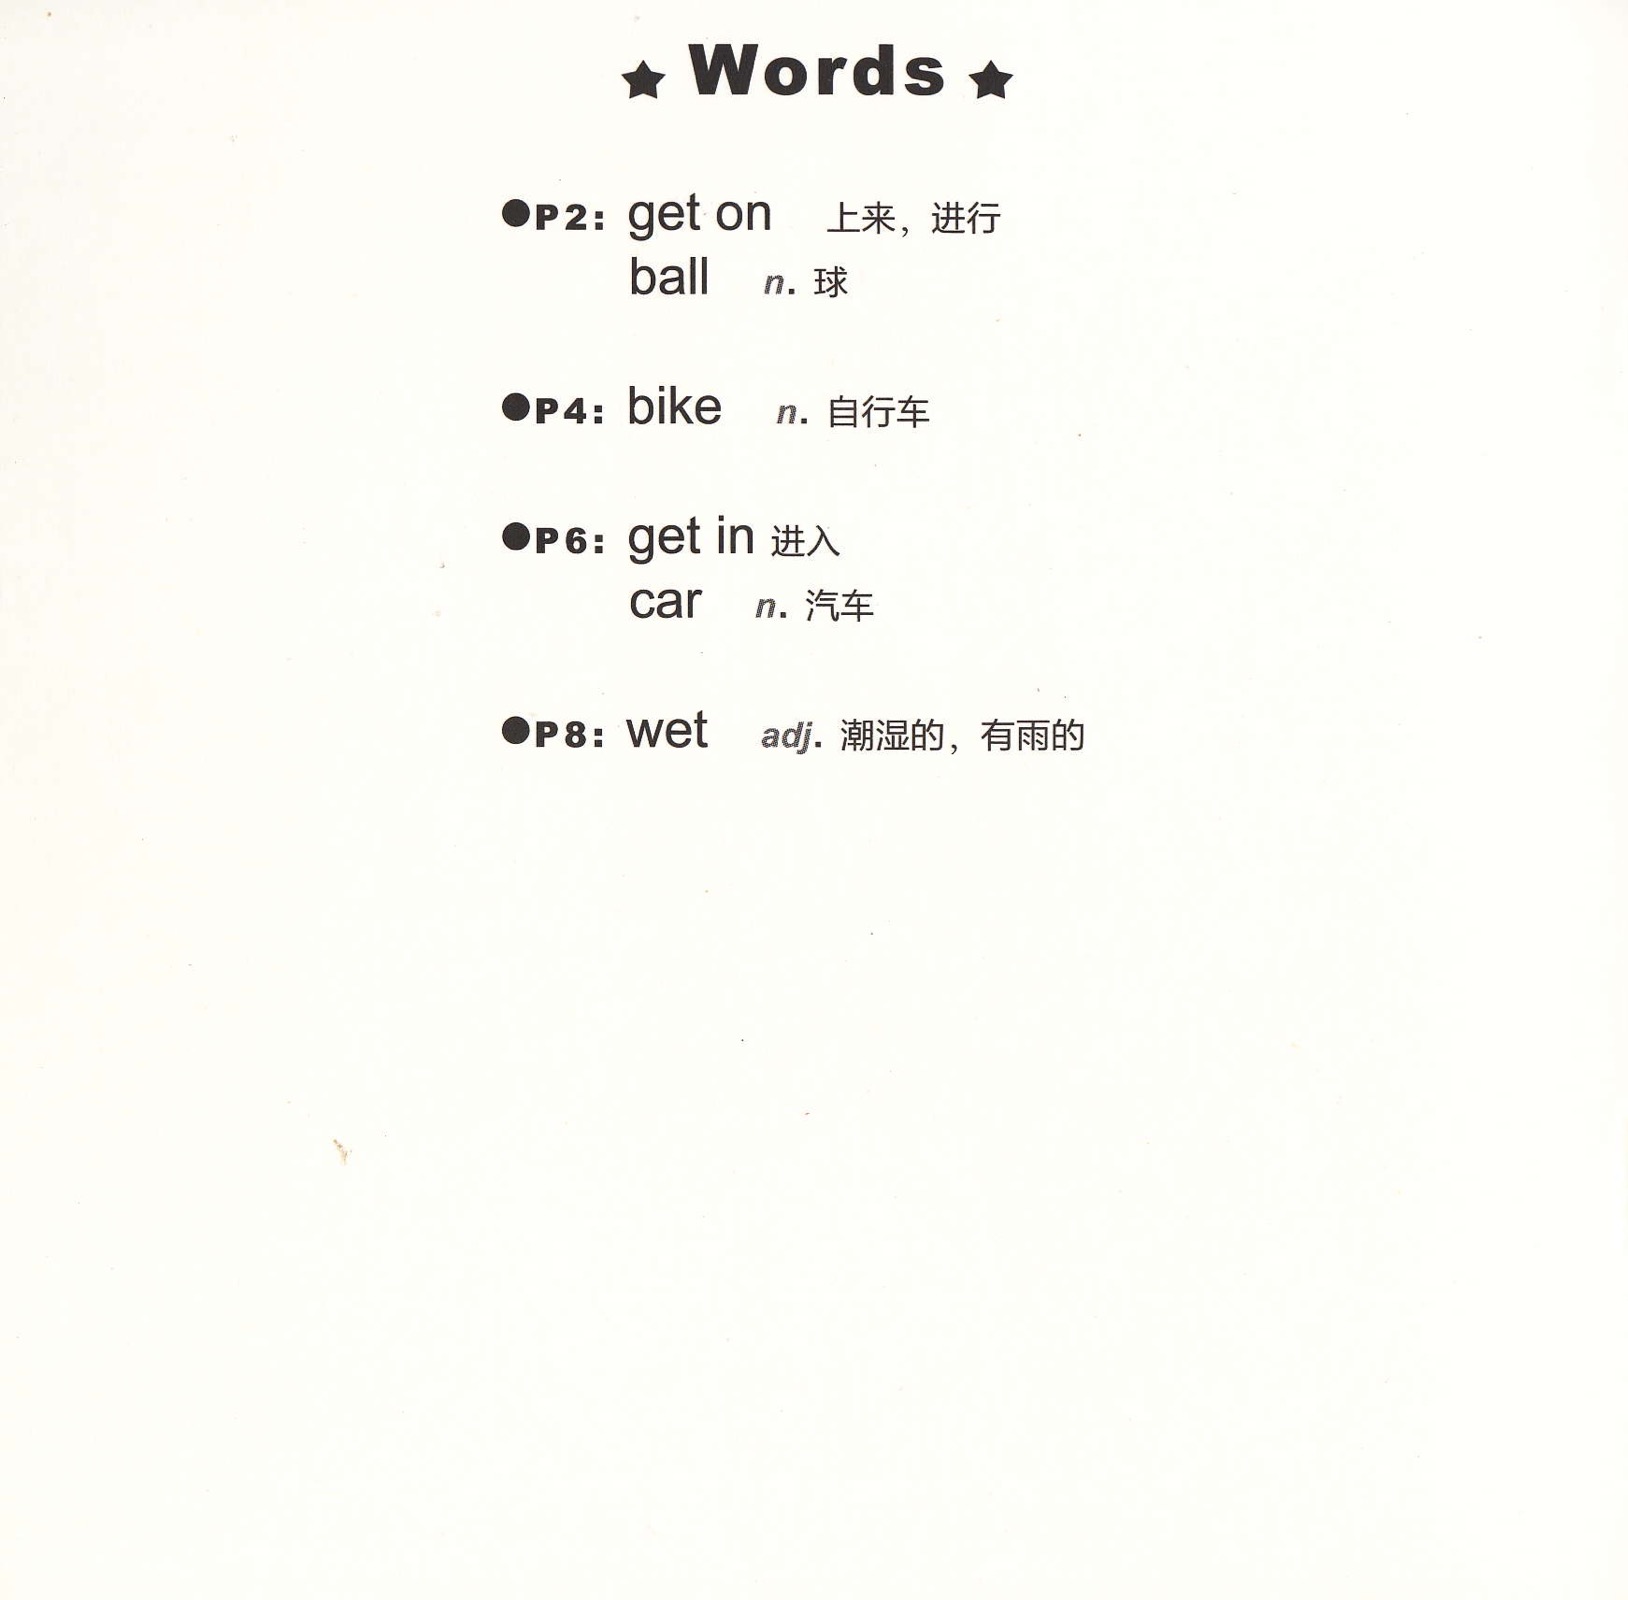 ★ Words ★
●P2: get on 上来，进行
ball n. 球
●P4: bike n. 自行车
●P6: get in 进入
car n. 汽车
●P8: wet adj. 潮湿的，有雨的